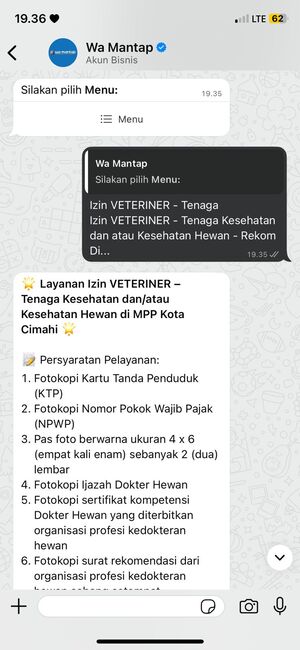 19.36
LTE 62
Wa Mantap
Akun Bisnis
Silakan pilih Menu:
19.35
Menu
Wa Mantap
Silakan pilih Menu:
Izin VETERINER - Tenaga
Izin VETERINER - Tenaga Kesehatan
dan atau Kesehatan Hewan - Rekom
Di...
19.35
🌟 Layanan Izin VETERINER –
Tenaga Kesehatan dan/atau
Kesehatan Hewan di MPP Kota
Cimahi 🌟
📝 Persyaratan Pelayanan:
1. Fotokopi Kartu Tanda Penduduk
(KTP)
2. Fotokopi Nomor Pokok Wajib Pajak
(NPWP)
3. Pas foto berwarna ukuran 4 x 6
(empat kali enam) sebanyak 2 (dua)
lembar
4. Fotokopi Ijazah Dokter Hewan
5. Fotokopi sertifikat kompetensi
Dokter Hewan yang diterbitkan
organisasi profesi kedokteran
hewan
6. Fotokopi surat rekomendasi dari
organisasi profesi kedokteran